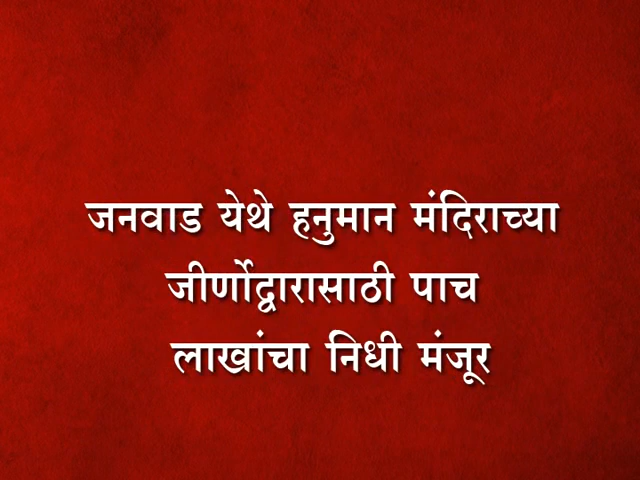 जनवाड येथे हनुमान मंदिराच्या
जीर्णोद्वारासाठी पाच
लाखांचा निधी मंजूर